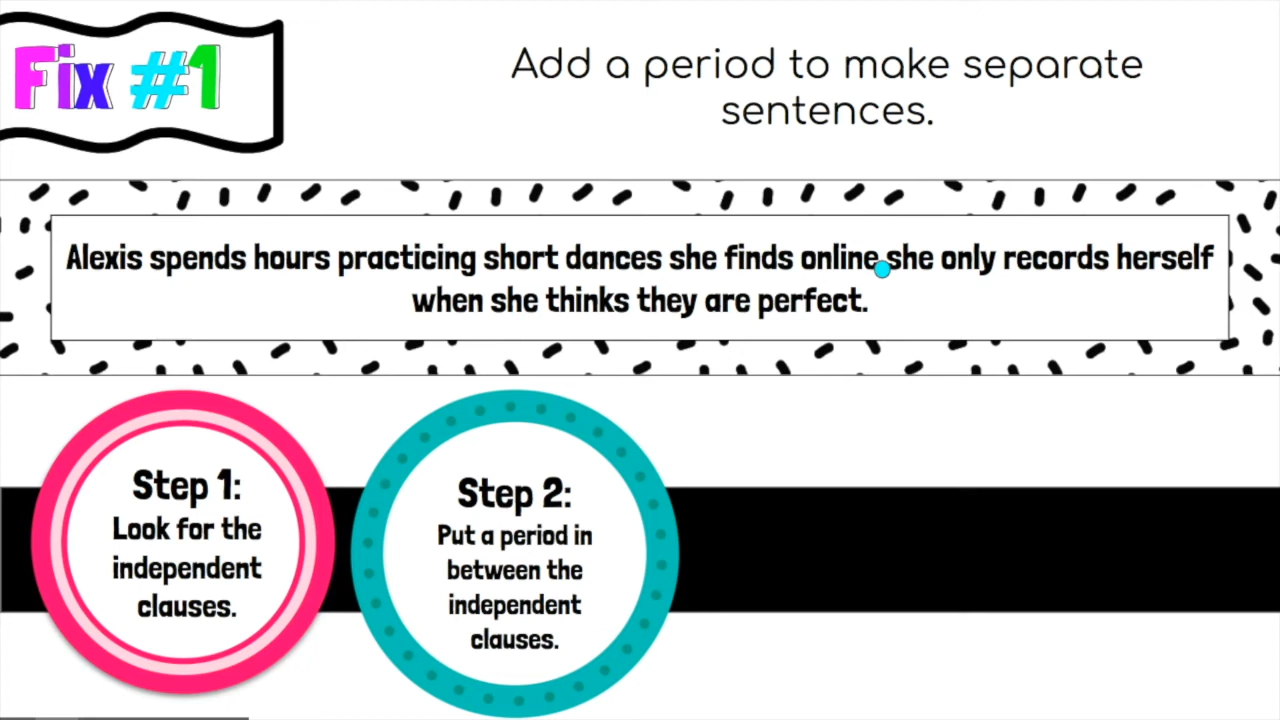 Fix #1
Add a period to make separate
sentences.
Alexis spends hours practicing short dances she finds online she only records herself
when she thinks they are perfect.
Step 1:
Look for the
independent
clauses.
Step 2:
Put a period in
between the
independent
clauses.